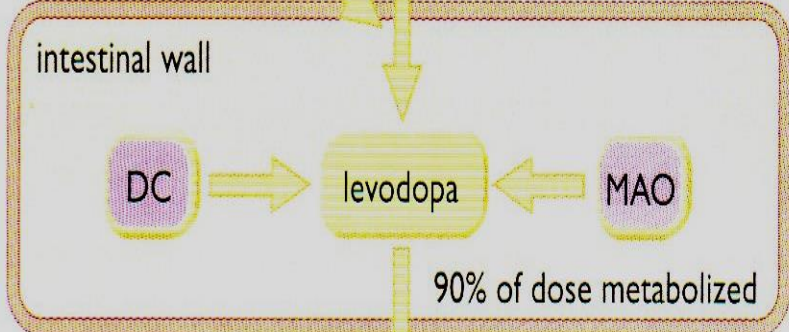 intestinal wall
DC
levodopa
MAO
90% of dose metabolized